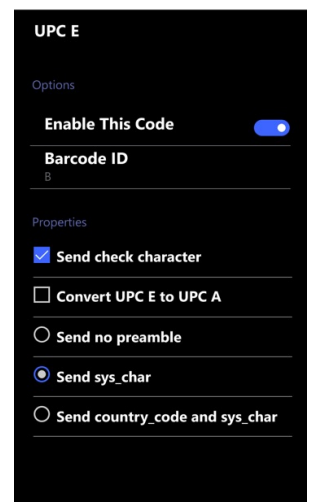 UPC E
Options
Enable This Code
Barcode ID
B
Properties
Send check character
Convert UPC E to UPC A
Send no preamble
Send sys_char
Send country_code and sys_char